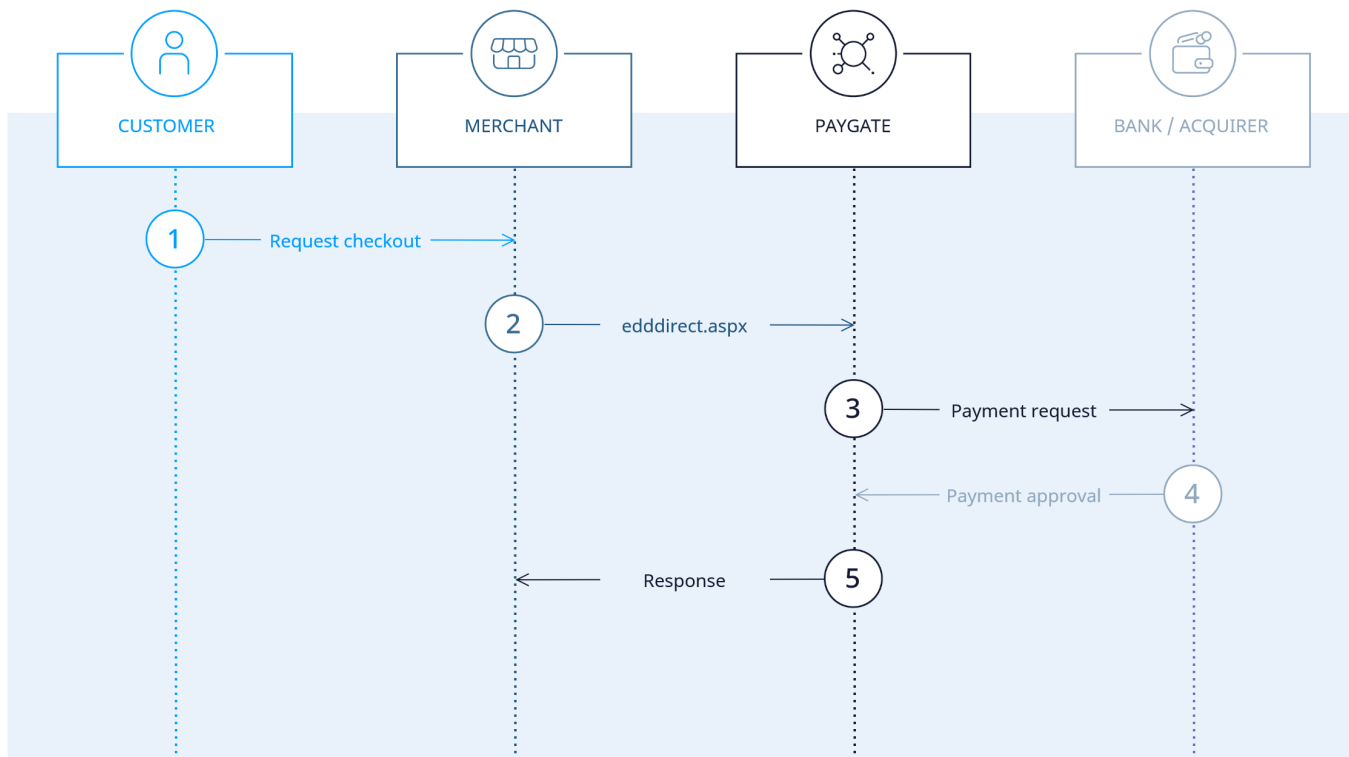 CUSTOMER
MERCHANT
PAYGATE
BANK / ACQUIRER
1
Request checkout
2
edddirect.aspx
3
Payment request
Payment approval
4
Response
5